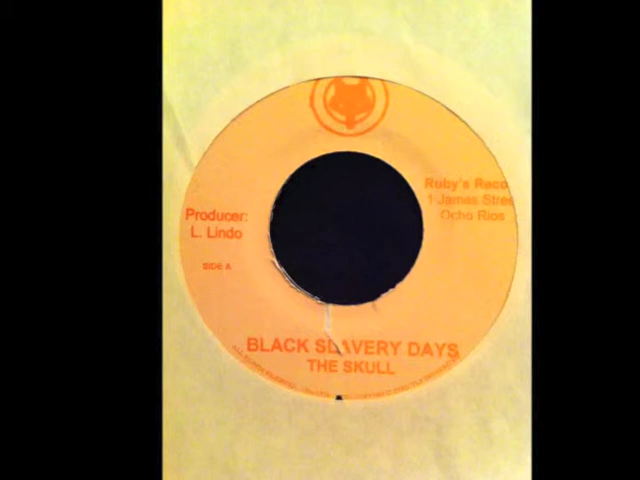 Ruby's Reco
1 James Stree
Ocho Rios
Producer:
L. Lindo
SIDE A
BLACK SLAVERY DAYS
THE SKULL